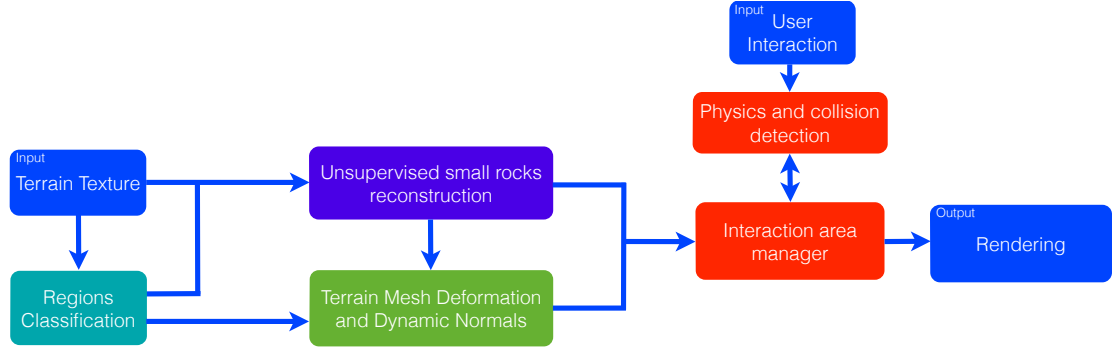 Input
User
Interaction
Physics and collision
detection
Input
Terrain Texture
Unsupervised small rocks
reconstruction
Interaction area
manager
Output
Rendering
Regions
Classification
Terrain Mesh Deformation
and Dynamic Normals